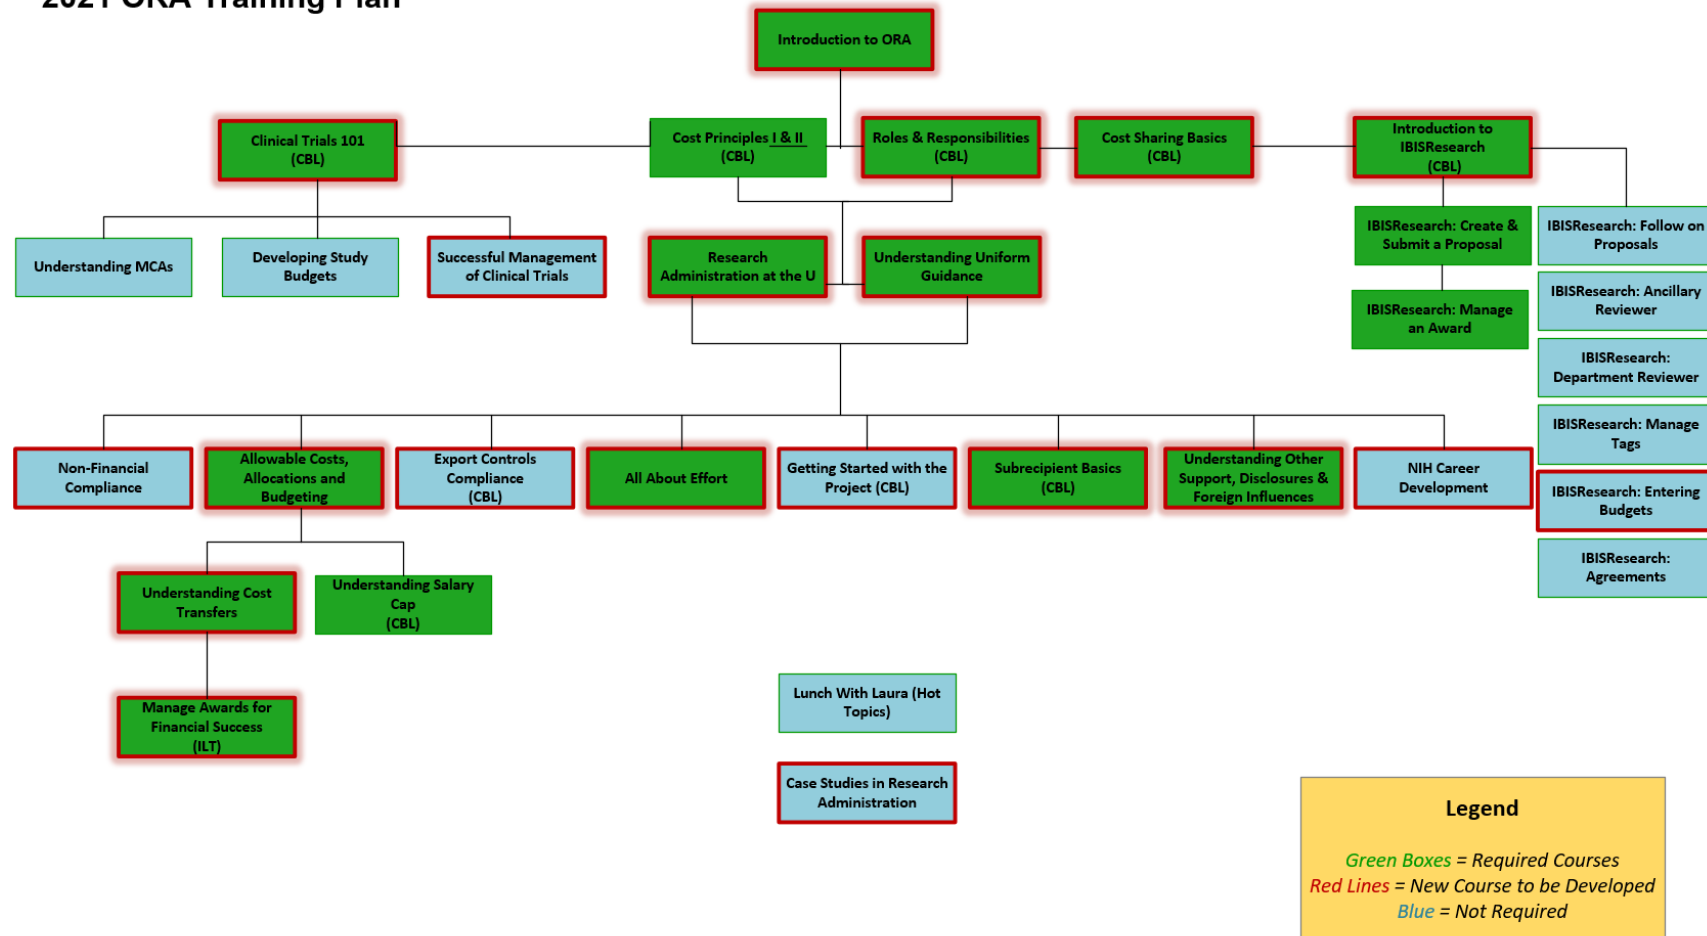 2021 ORA Training Plan
Introduction to ORA
Clinical Trials 101
(CBL)
Cost Principles I & II
(CBL)
Roles & Responsibilities
(CBL)
Cost Sharing Basics
(CBL)
Introduction to
IBISResearch
(CBL)
Understanding MCAs
Developing Study
Budgets
Successful Management
of Clinical Trials
Research
Administration at the U
Understanding Uniform
Guidance
IBISResearch: Create &
Submit a Proposal
IBISResearch: Manage
an Award
IBISResearch: Follow on
Proposals
IBISResearch: Ancillary
Reviewer
IBISResearch:
Department Reviewer
IBISResearch: Manage
Tags
IBISResearch: Entering
Budgets
IBISResearch:
Agreements
Non-Financial
Compliance
Allowable Costs,
Allocations and
Budgeting
Export Controls
Compliance
(CBL)
All About Effort
Getting Started with the
Project (CBL)
Subrecipient Basics
(CBL)
Understanding Other
Support, Disclosures &
Foreign Influences
NIH Career
Development
Understanding Cost
Transfers
Understanding Salary
Cap
(CBL)
Manage Awards for
Financial Success
(ILT)
Lunch With Laura (Hot
Topics)
Case Studies in Research
Administration
Legend
Green Boxes = Required Courses
Red Lines = New Course to be Developed
Blue = Not Required